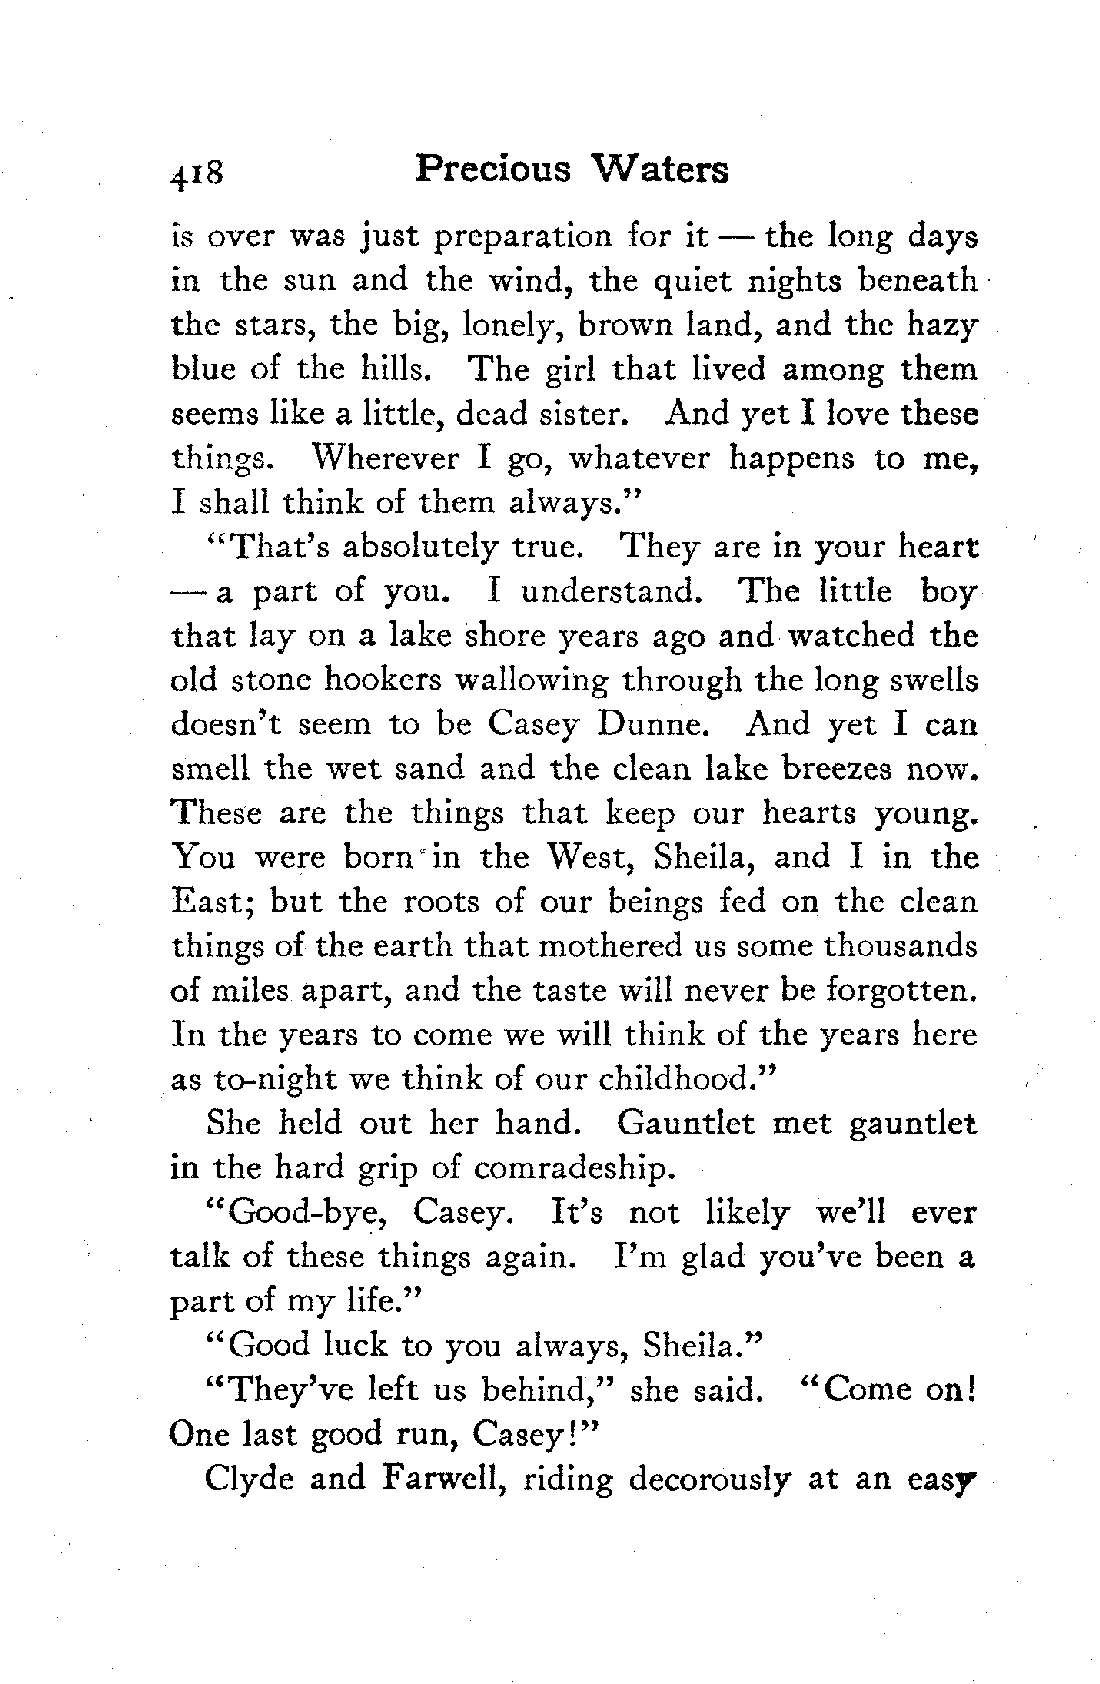 418 Precious Waters
is over was just preparation for it — the long days
in the sun and the wind, the quiet nights beneath
the stars, the big, lonely, brown land, and the hazy
blue of the hills. The girl that lived among them
seems like a little, dead sister. And yet I love these
things. Wherever I go, whatever happens to me,
I shall think of them always."
"That's absolutely true. They are in your heart
— a part of you. I understand. The little boy
that lay on a lake shore years ago and watched the
old stone hookers wallowing through the long swells
doesn't seem to be Casey Dunne. And yet I can
smell the wet sand and the clean lake breezes now.
These are the things that keep our hearts young.
You were born in the West, Sheila, and I in the
East; but the roots of our beings fed on the clean
things of the earth that mothered us some thousands
of miles apart, and the taste will never be forgotten.
In the years to come we will think of the years here
as to-night we think of our childhood."
She held out her hand. Gauntlet met gauntlet
in the hard grip of comradeship.
"Good-bye, Casey. It's not likely we'll ever
talk of these things again. I'm glad you've been a
part of my life."
"Good luck to you always, Sheila."
"They've left us behind," she said. "Come on!
One last good run, Casey!"
Clyde and Farwell, riding decorously at an easy